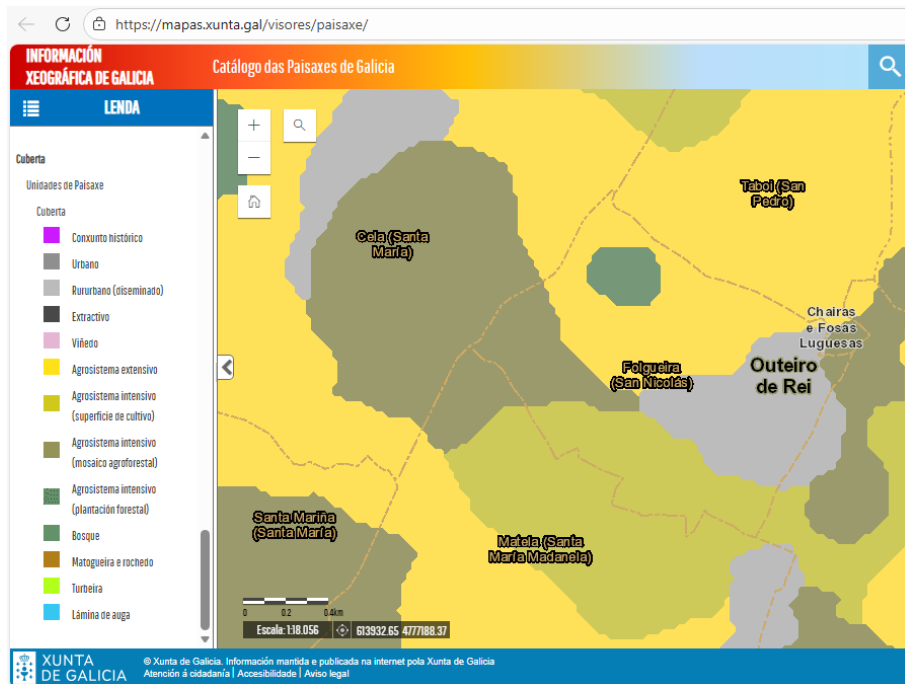 https://mapas.xunta.gal/visores/paisaxe/
INFORMACIÓN
XEOGRÁFICA DE GALICIA
Catálogo das Paisaxes de Galicia
LENDA
Cuberta
Unidades de Paisaxe
Cuberta
Conxunto histórico
Urbano
Rururbano (diseminado)
Extractivo
Viñedo
Agrosistema extensivo
Agrosistema intensivo
(superficie de cultivo)
Agrosistema intensivo
(mosaico agroforestal)
Agrosistema intensivo
(plantación forestal)
Bosque
Matogueira e rochedo
Turbeira
Lámina de auga
+
−
Taboi (San
Pedro)
Cela (Santa
María)
Chairas
e Fosas
Luguesas
Outeiro
de Rei
Folgueira
(San Nicolás)
Santa Mariña
(Santa María)
Matela (Santa
María Madanela)
0 0.2 0.4km
Escala: 1:18.056
613932.65 4777188.37
XUNTA
DE GALICIA
© Xunta de Galicia. Información mantida e publicada na internet pola Xunta de Galicia
Atención á cidadanía | Accesibilidade | Aviso legal